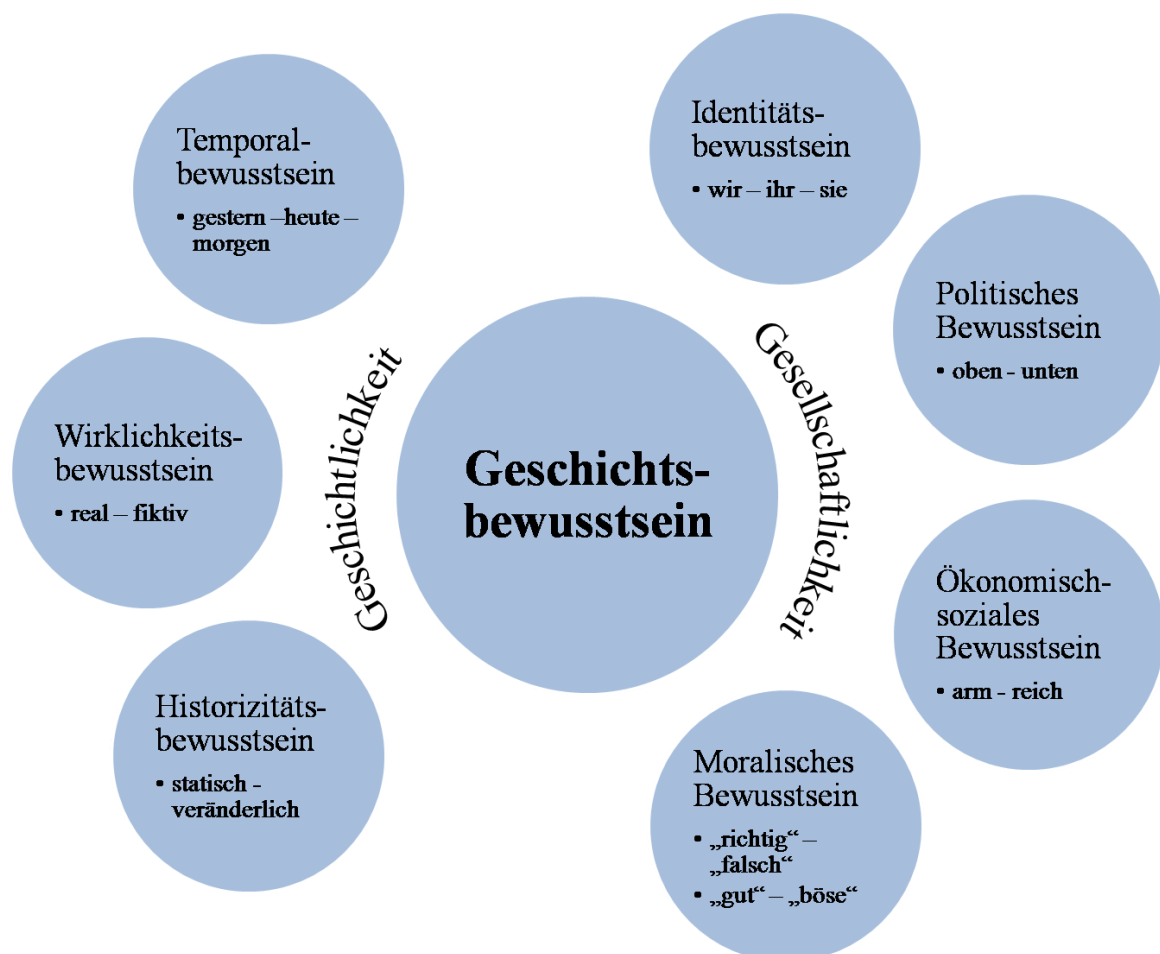 Temporal-
bewusstsein
• gestern –heute –
morgen
Wirklichkeits-
bewusstsein
• real – fiktiv
Historizitäts-
bewusstsein
• statisch -
veränderlich
Geschichtlichkeit
Geschichts-
bewusstsein
Gesellschaftlichkeit
Identitäts-
bewusstsein
• wir – ihr – sie
Politisches
Bewusstsein
• oben - unten
Ökonomisch-
soziales
Bewusstsein
• arm - reich
Moralisches
Bewusstsein
• „richtig“ –
„falsch“
• „gut“ – „böse“